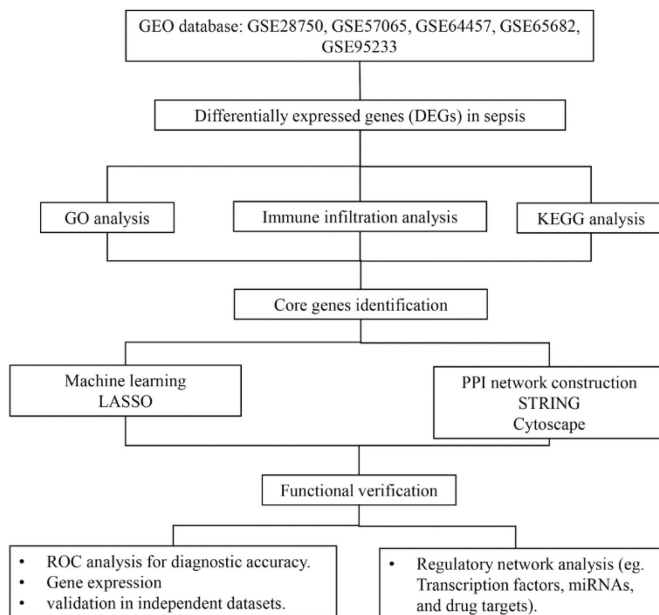 GEO database: GSE28750, GSE57065, GSE64457, GSE65682,
GSE95233
Differentially expressed genes (DEGs) in sepsis
GO analysis
Immune infiltration analysis
KEGG analysis
Core genes identification
Machine learning
LASSO
PPI network construction
STRING
Cytoscape
Functional verification
• ROC analysis for diagnostic accuracy.
• Gene expression
• validation in independent datasets.
• Regulatory network analysis (eg.
Transcription factors, miRNAs,
and drug targets).